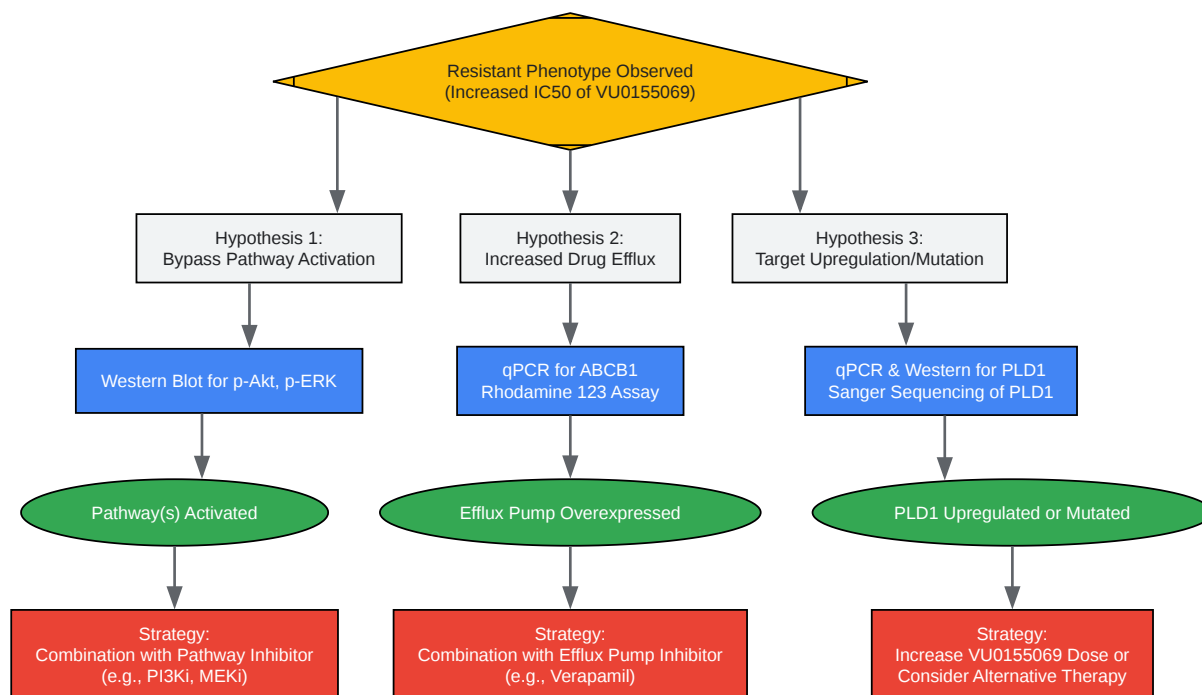 Resistant Phenotype Observed
(Increased IC50 of VU0155069)
Hypothesis 1:
Bypass Pathway Activation
Hypothesis 2:
Increased Drug Efflux
Hypothesis 3:
Target Upregulation/Mutation
Western Blot for p-Akt, p-ERK
qPCR for ABCB1
Rhodamine 123 Assay
qPCR & Western for PLD1
Sanger Sequencing of PLD1
Pathway(s) Activated
Efflux Pump Overexpressed
PLD1 Upregulated or Mutated
Strategy:
Combination with Pathway Inhibitor
(e.g., PI3Ki, MEKi)
Strategy:
Combination with Efflux Pump Inhibitor
(e.g., Verapamil)
Strategy:
Increase VU0155069 Dose or
Consider Alternative Therapy